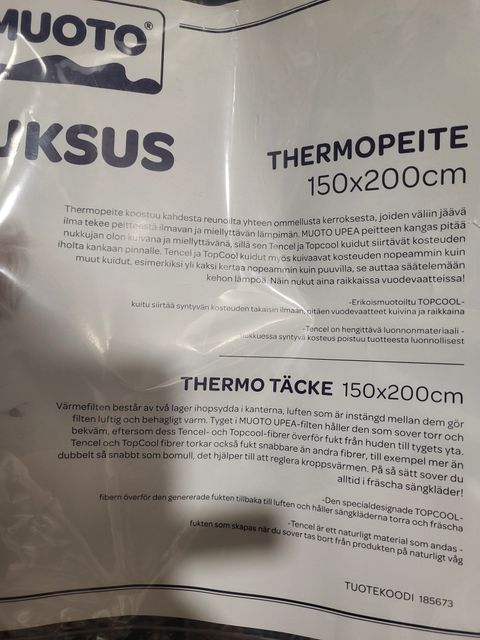 MUOTO®
UKSUS
THERMOPEITE
150x200cm
Thermopeite koostuu kahdesta reunoilta yhteen ommellusta kerroksesta, joiden väliin jäävä
ilma tekee peitteestä ilmavan ja miellyttävän lämpimän. MUOTO UPEA peitteen kangas pitää
nukkujan olon kuivana ja miellyttävänä, sillä sen Tencel ja Topcool kuidut siirtävät kosteuden
iholta kankaan pinnalle. Tencel ja TopCool kuidut myös kuivaavat kosteuden nopeammin kuin
muut kuidut, esimerkiksi yli kaksi kertaa nopeammin kuin puuvilla, se auttaa säätelemään
kehon lämpöä. Näin nukut aina raikkaissa vuodevaatteissa!
-Erikoismuotoiltu TOPCOOL-
kuitu siirtää syntyvän kosteuden takaisin ilmaan, pitäen vuodevaatteet kuivina ja raikkaina
-Tencel on hengittävä luonnonmateriaali -
nukkuessa syntyvä kosteus poistuu tuotteesta luonnollisest
THERMO TÄCKE 150x200cm
Värmefilten består av två lager ihopsydda i kanterna, luften som är instängd mellan dem gör
filten luftig och behagligt varm. Tyget i MUOTO UPEA-filten håller den som sover torr och
bekväm, eftersom dess Tencel- och Topcool-fibrer överför fukt från huden till tygets yta.
Tencel och TopCool fibrer torkar också fukt snabbare än andra fibrer, till exempel mer än
dubbelt så snabbt som bomull, det hjälper till att reglera kroppsvärmen. På så sätt sover du
alltid i fräscha sängkläder!
-Den specialdesignade TOPCOOL-
fibern överför den genererade fukten tillbaka till luften och håller sängkläderna torra och fräscha
-Tencel är ett naturligt material som andas -
fukten som skapas när du sover tas bort från produkten på naturligt väg
TUOTEKOODI 185673